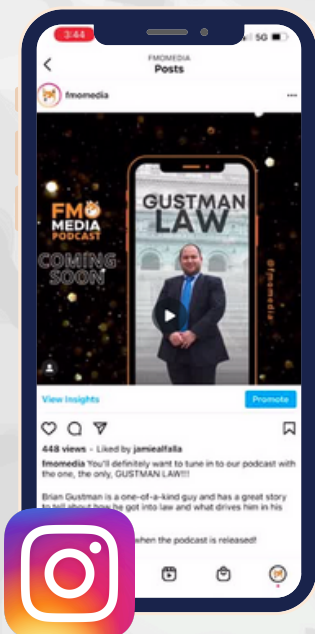 3:44
5G
FMOMEDIA
Posts
fmomedia
FMO
MEDIA
PODCAST
COMING
SOON
GUSTMAN
LAW
@fmomedia
View Insights
Promote
448 views · Liked by jamiealfalla
fmomedia You'll definitely want to tune in to our podcast with
the one, the only, GUSTMAN LAW!!!
Brian Gustman is a one-of-a-kind guy and has a great story
to tell about how he got into law and what drives him in his
when the podcast is released!